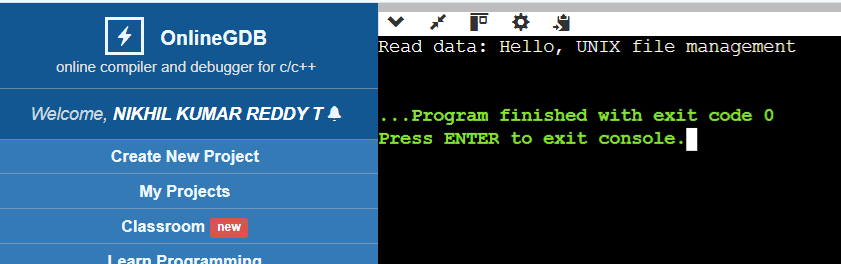 OnlineGDB
online compiler and debugger for c/c++
Welcome, NIKHIL KUMAR REDDY T
Create New Project
My Projects
Classroom new
Learn Programming
Read data: Hello, UNIX file management
...Program finished with exit code 0
Press ENTER to exit console.